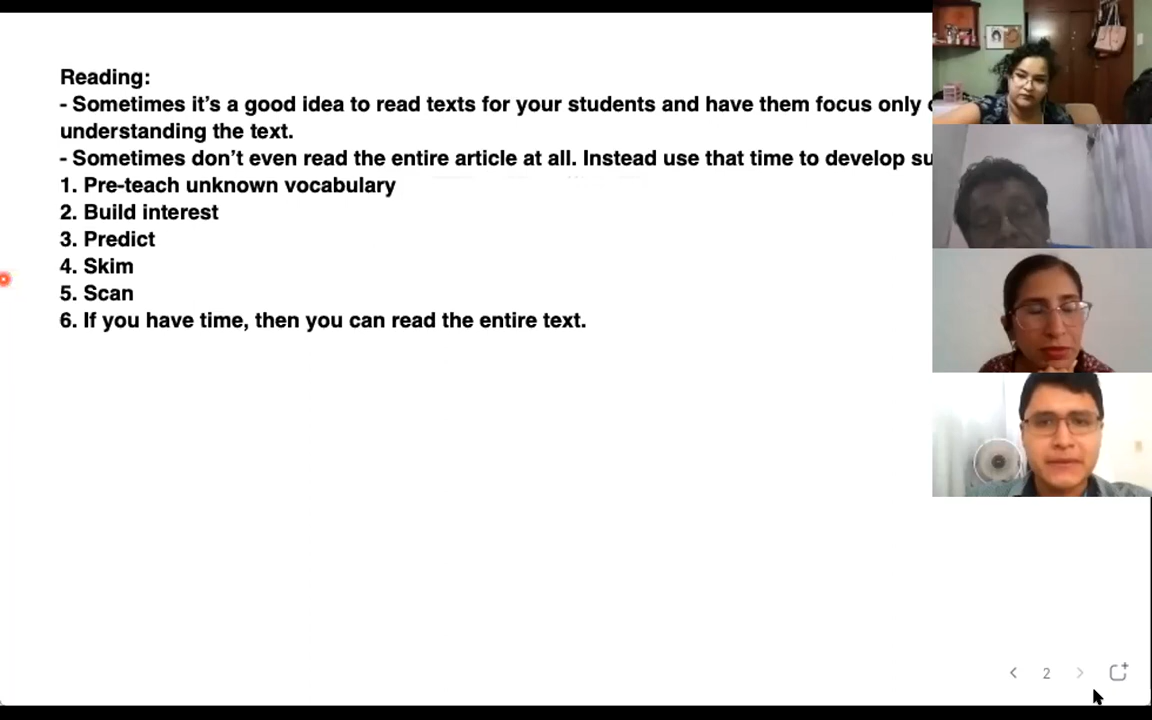 Reading:
- Sometimes it's a good idea to read texts for your students and have them focus only
understanding the text.
- Sometimes don't even read the entire article at all. Instead use that time to develop
1. Pre-teach unknown vocabulary
2. Build interest
3. Predict
4. Skim
5. Scan
6. If you have time, then you can read the entire text.
2